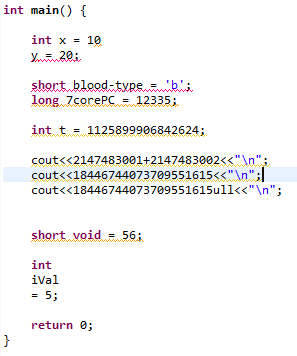 int main() {
int x = 10
y = 20;
short blood-type = 'b';
long 7corePC = 12335;
int t = 1125899906842624;
cout<<2147483001+2147483002<<"\n";
cout<<18446744073709551615<<"\n";
cout<<18446744073709551615ull<<"\n";
short void = 56;
int
iVal
= 5;
return 0;
}